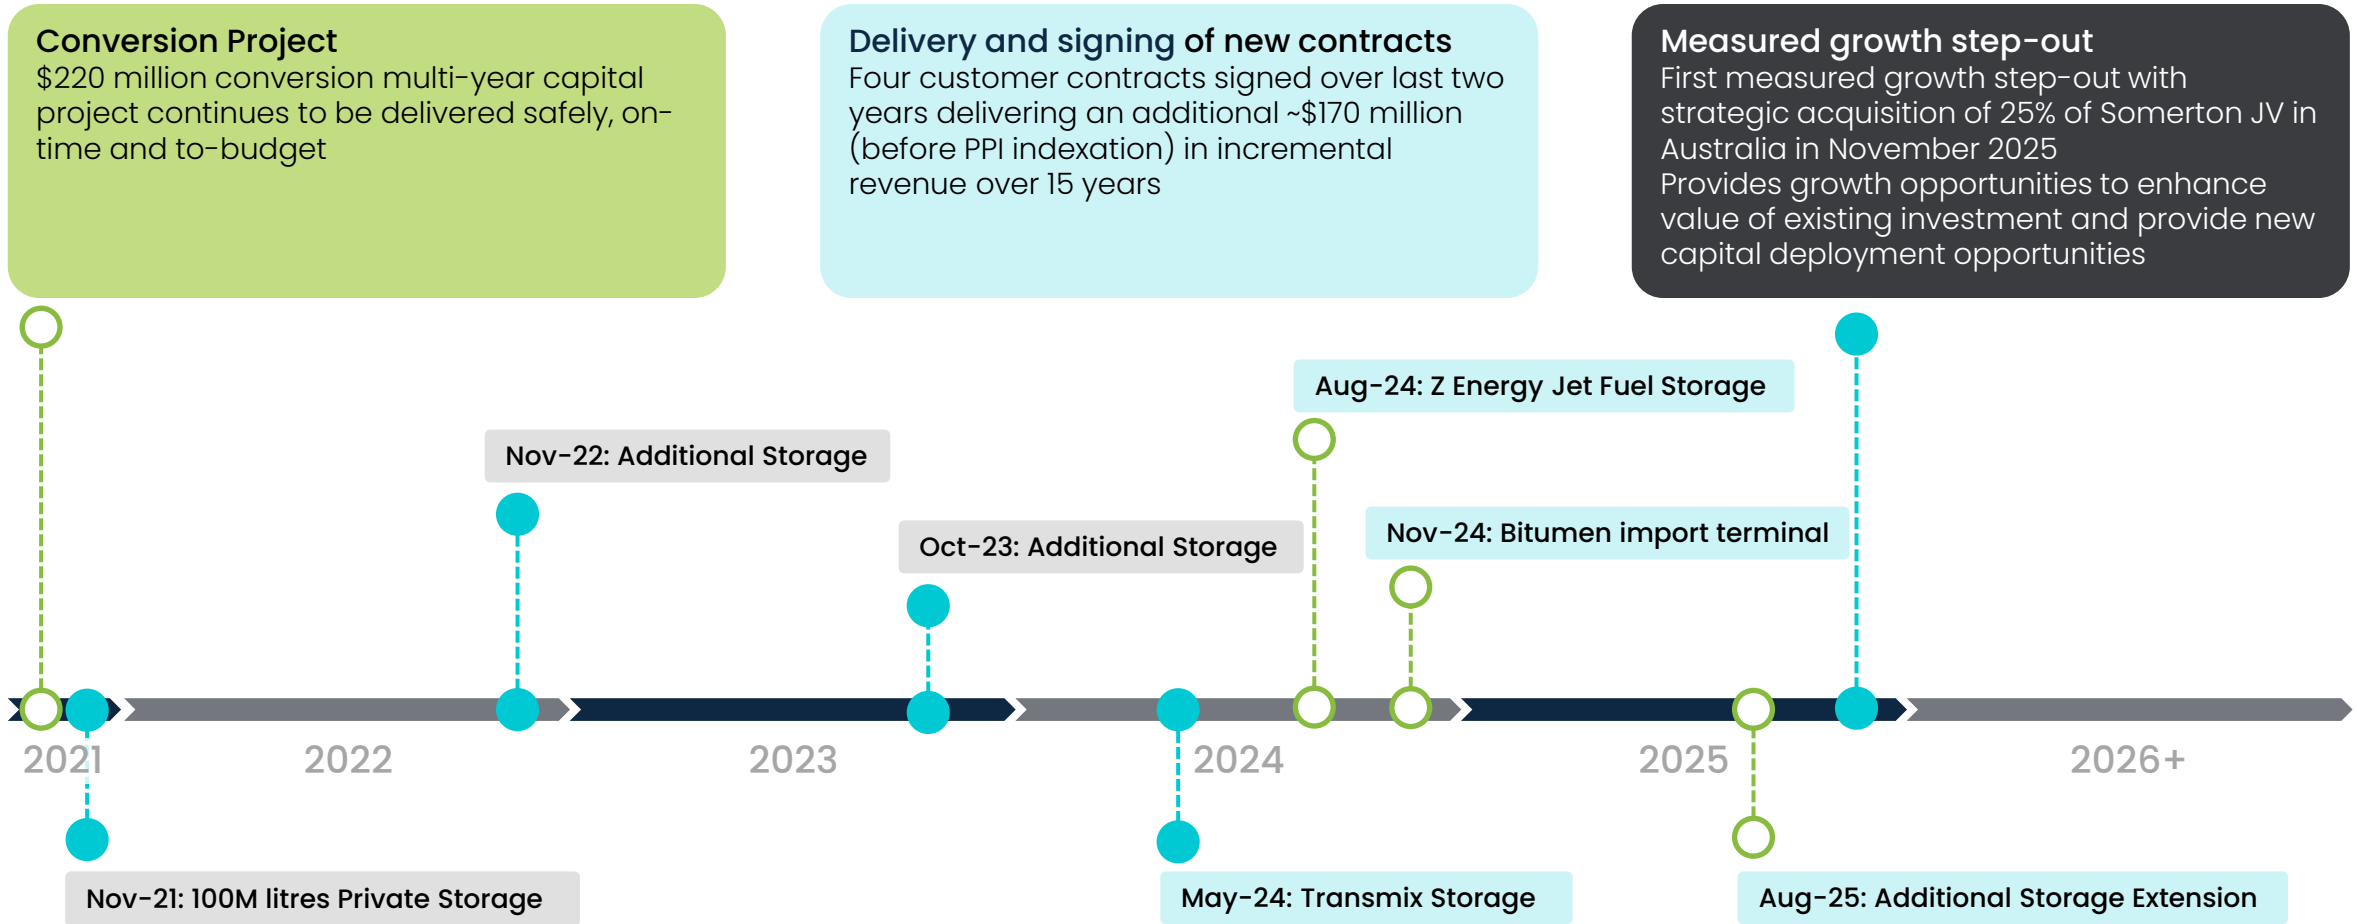 Conversion Project
$220 million conversion multi-year capital
project continues to be delivered safely, on-
time and to-budget
Delivery and signing of new contracts
Four customer contracts signed over last two
years delivering an additional ~$170 million
(before PPI indexation) in incremental
revenue over 15 years
Measured growth step-out
First measured growth step-out with
strategic acquisition of 25% of Somerton JV in
Australia in November 2025
Provides growth opportunities to enhance
value of existing investment and provide new
capital deployment opportunities
Aug-24: Z Energy Jet Fuel Storage
Nov-22: Additional Storage
Nov-24: Bitumen import terminal
Oct-23: Additional Storage
2021
2022
2023
2024
2025
2026+
Nov-21: 100M litres Private Storage
May-24: Transmix Storage
Aug-25: Additional Storage Extension